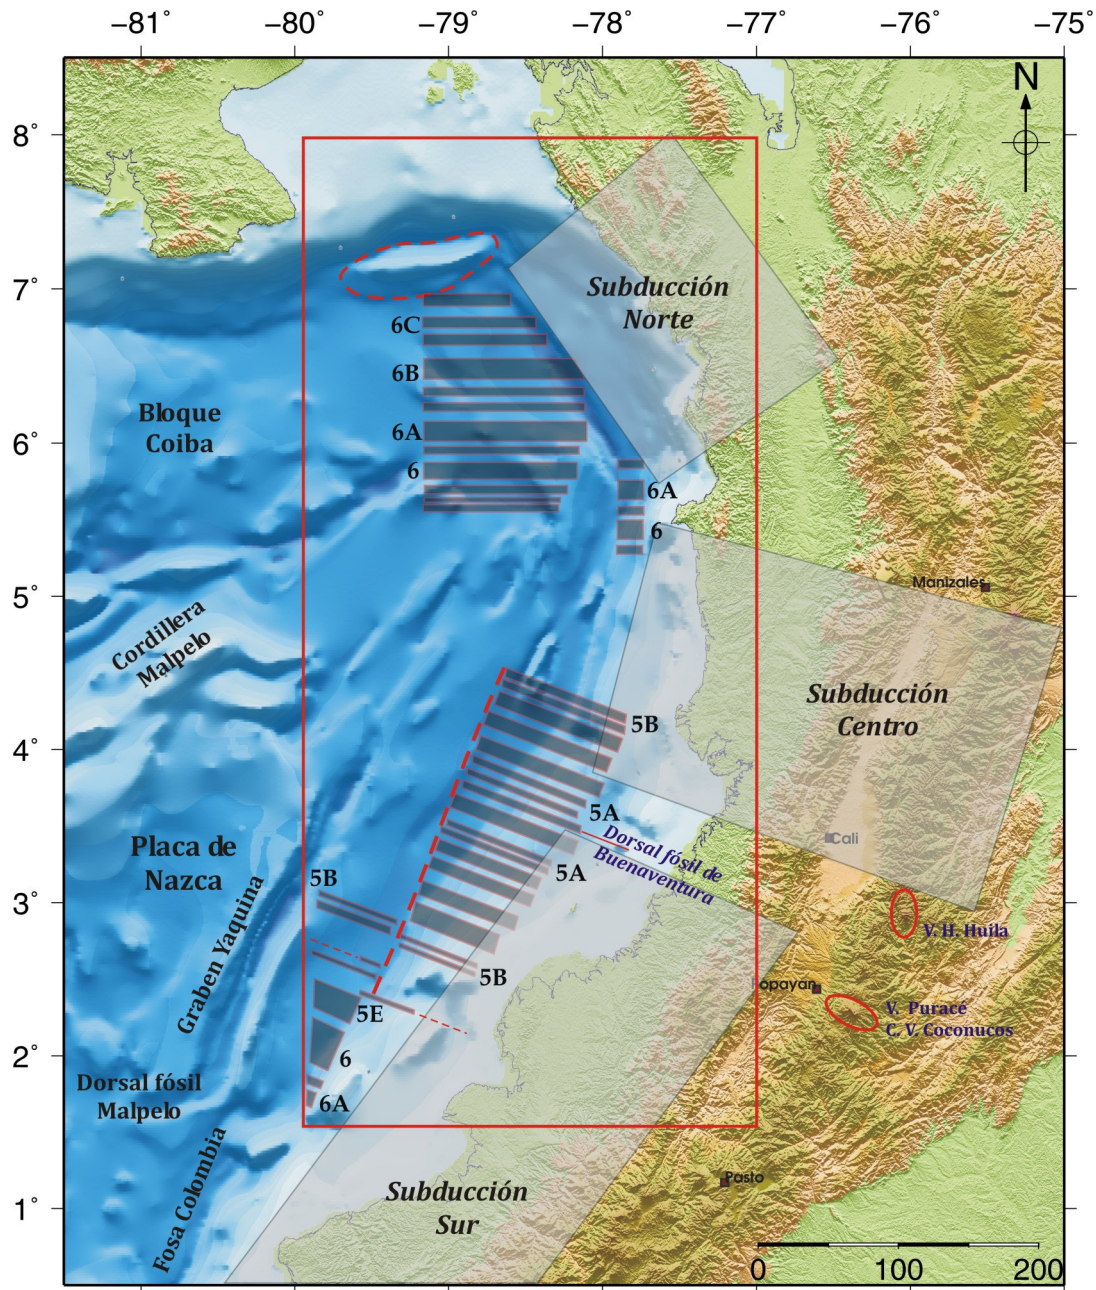 −81 −80 −79 −78 −77 −76 −75°
N
8°
7°
6°
5°
4°
3°
2°
1°
Subducción
Norte
6C
6B
6A
6
Bloque
Coiba
6A
6
Manizales
Cordillera
Malpelo
Subducción
Centro
5B
5A
Cali
Dorsal fósil de
Buenaventura
Placa de
Nazca
5B
5A
V. H. Huila
Graben Yaquina
5B
opayan
5E
V. Puracé
C. V. Coconucos
6
Dorsal fósil
Malpelo
6A
Fosa Colombia
Pasto
Subducción
Sur
0 100 200